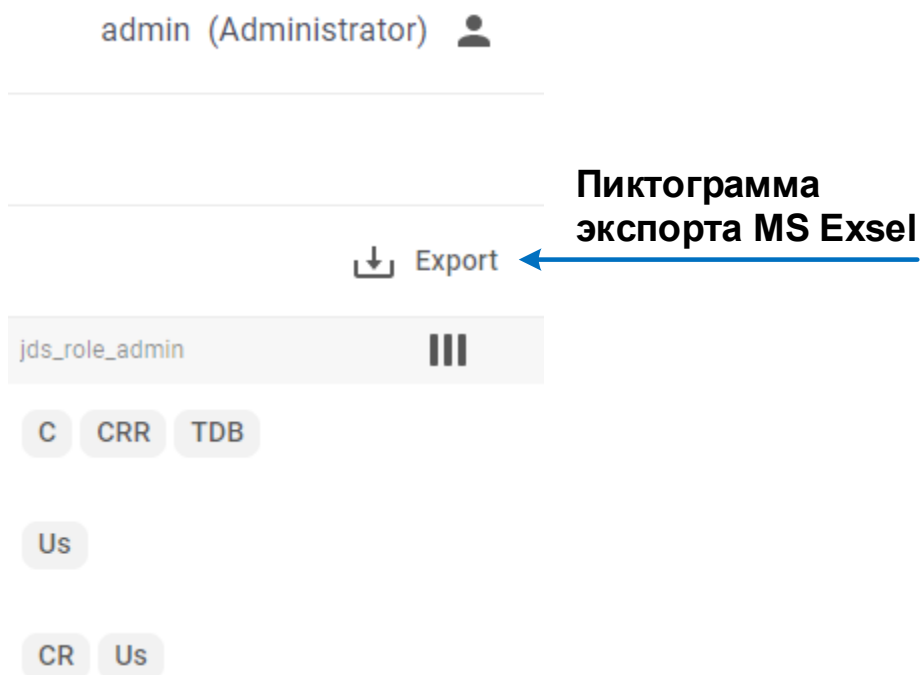 admin (Administrator)
Пиктограмма
экспорта MS Exsel
Export
jds_role_admin
C CRR TDB
Us
CR Us